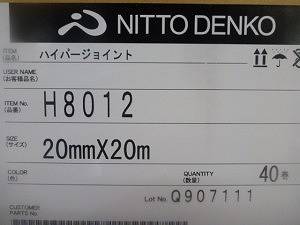 NITTO DENKO
ITEM
(品名)
ハイパージョイント
USER NAME
(お客様品名)
ITEM No.
(品番)
H8012
SIZE
(サイズ)
20mmX20m
COLOR
(色)
QUANTITY
(数量)
40巻
Lot No. Q907111
CUSTOMER
PARTS No.